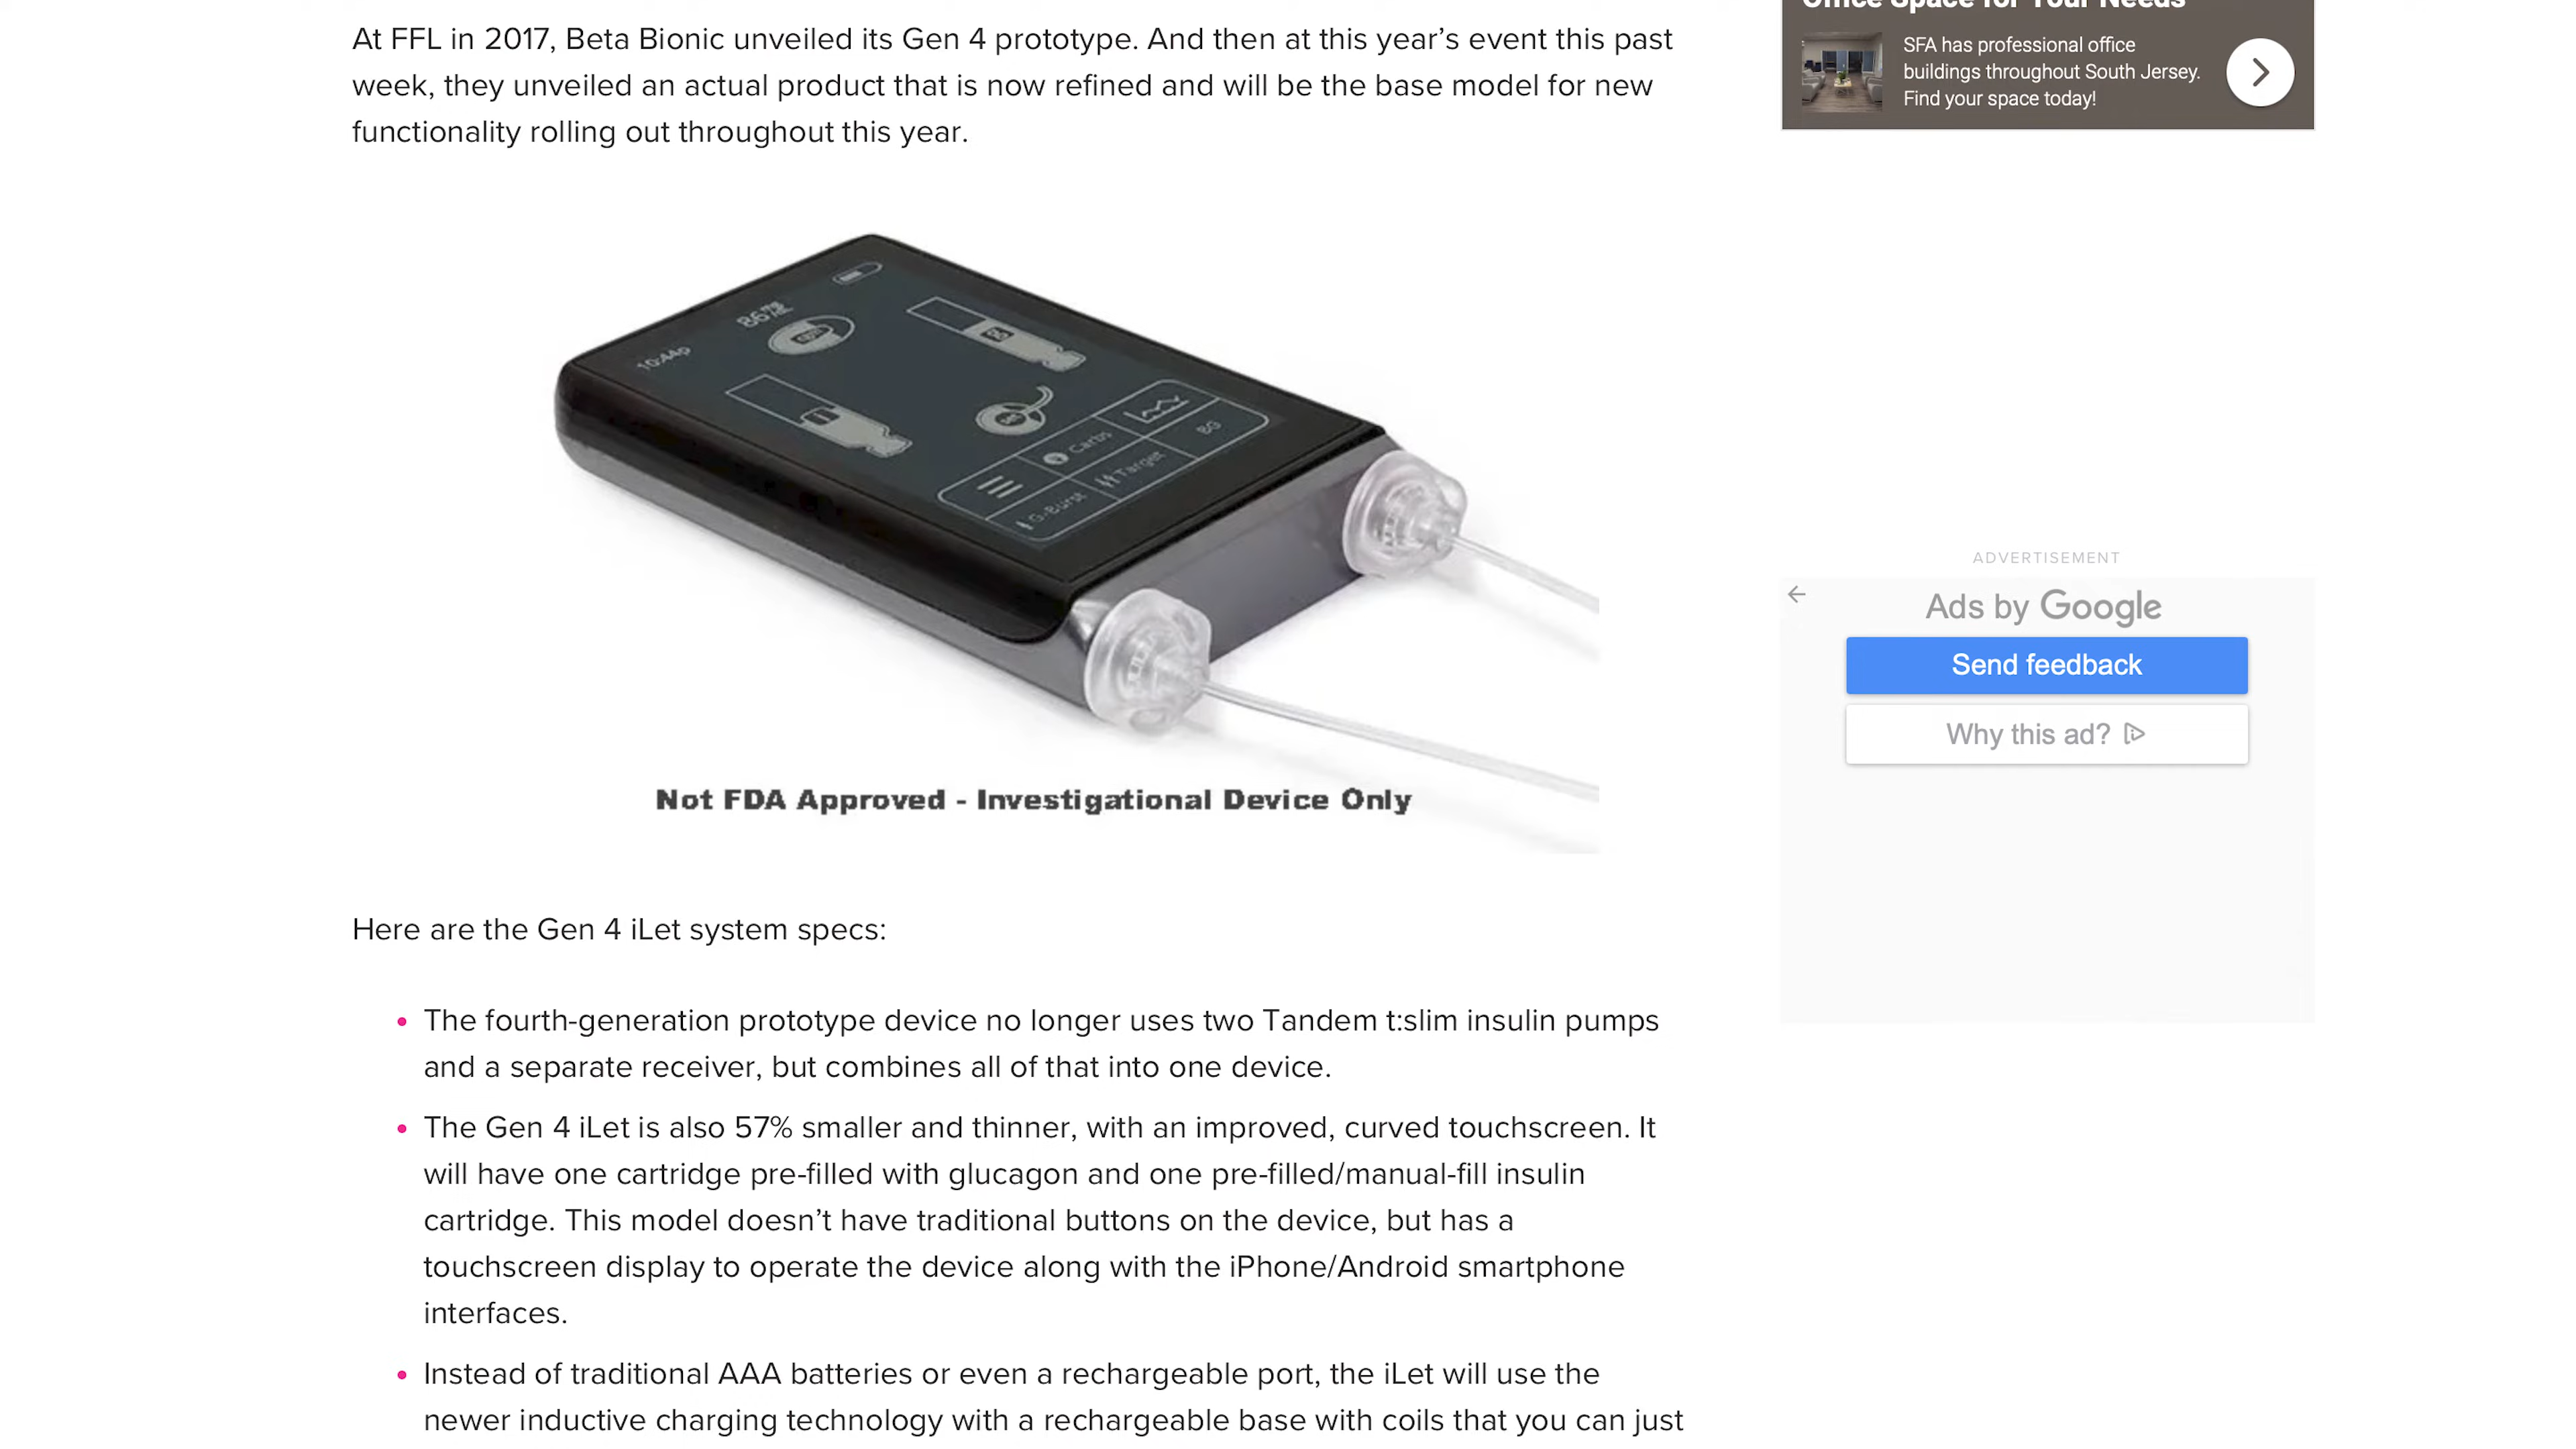 At FFL in 2017, Beta Bionic unveiled its Gen 4 prototype. And then at this year’s event this past
week, they unveiled an actual product that is now refined and will be the base model for new
functionality rolling out throughout this year.
Office Space for Your Needs
SFA has professional office
buildings throughout South Jersey.
Find your space today!
10:44p
Carbs
BG
G-Burst
Target
Not FDA Approved - Investigational Device Only
ADVERTISEMENT
Ads by Google
Send feedback
Why this ad?
Here are the Gen 4 iLet system specs:
• The fourth-generation prototype device no longer uses two Tandem t:slim insulin pumps
and a separate receiver, but combines all of that into one device.
• The Gen 4 iLet is also 57% smaller and thinner, with an improved, curved touchscreen. It
will have one cartridge pre-filled with glucagon and one pre-filled/manual-fill insulin
cartridge. This model doesn’t have traditional buttons on the device, but has a
touchscreen display to operate the device along with the iPhone/Android smartphone
interfaces.
• Instead of traditional AAA batteries or even a rechargeable port, the iLet will use the
newer inductive charging technology with a rechargeable base with coils that you can just